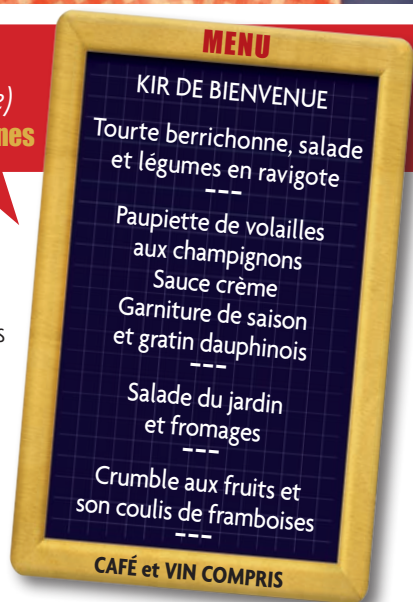 e)
nes
s
MENU
KIR DE BIENVENUE
Tourte berrichonne, salade
et légumes en ravigote
---
Paupiette de volailles
aux champignons
Sauce crème
Garniture de saison
et gratin dauphinois
---
Salade du jardin
et fromages
---
Crumble aux fruits et
son coulis de framboises
---
CAFÉ et VIN COMPRIS